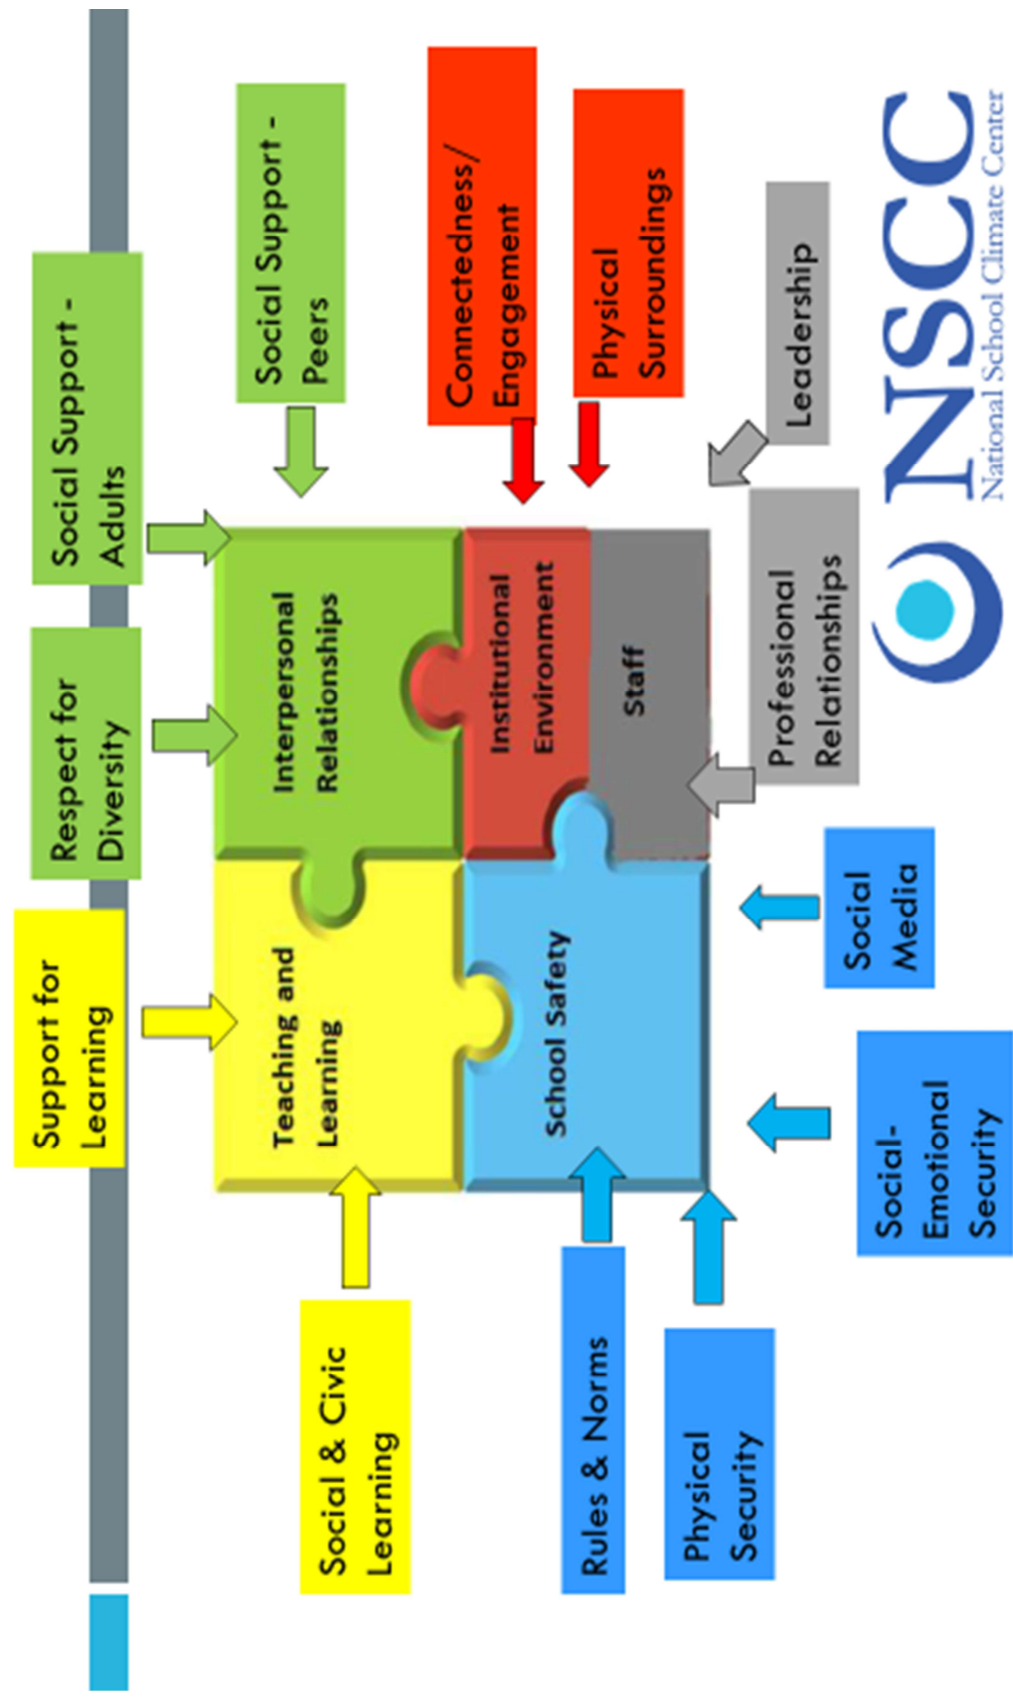 Support for
Learning
Respect for
Diversity
Social Support -
Adults
Social & Civic
Learning
Teaching and
Learning
Interpersonal
Relationships
Social Support -
Peers
Rules & Norms
School Safety
Institutional
Environment
Connectedness/
Engagement
Physical
Surroundings
Staff
Physical
Security
Social-
Emotional
Security
Social
Media
Professional
Relationships
Leadership
NSCC
National School Climate Center